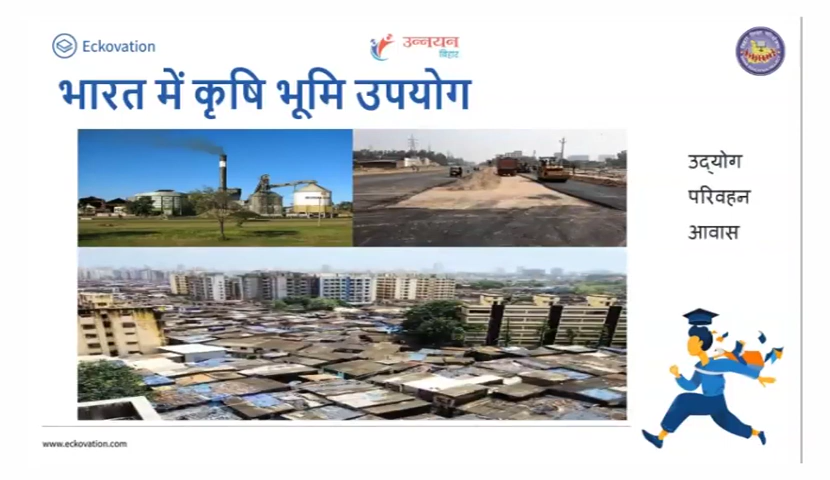 Eckovation
उन्नयन
बिहार
भारत में कृषि भूमि उपयोग
उद्योग
परिवहन
आवास
www.eckovation.com